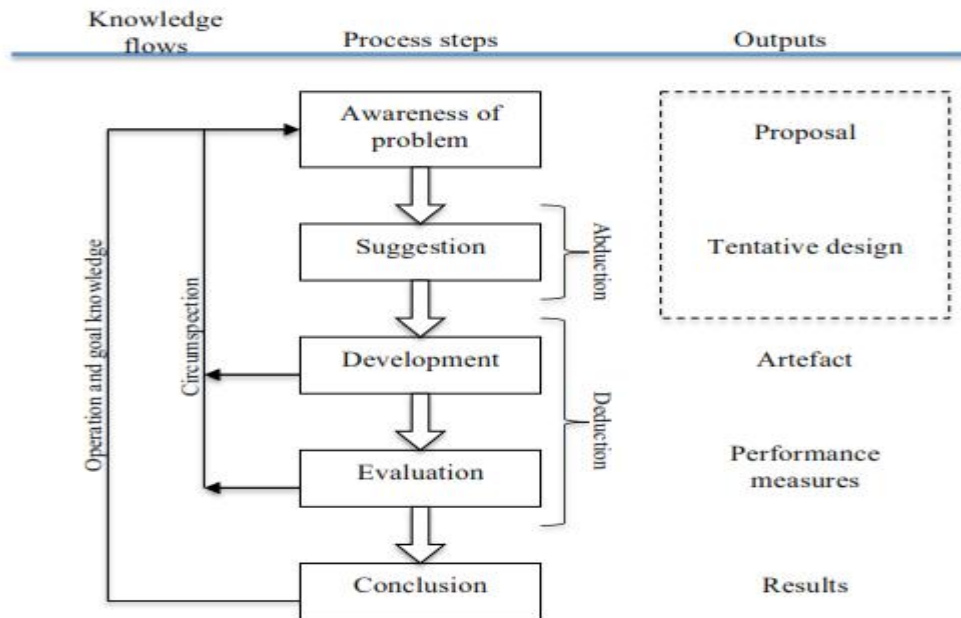 Knowledge
flows
Process steps
Outputs
Awareness of
problem
Proposal
Suggestion
Abduction
Tentative design
Operation and goal knowledge
Circumspection
Development
Deduction
Artefact
Evaluation
Performance
measures
Conclusion
Results